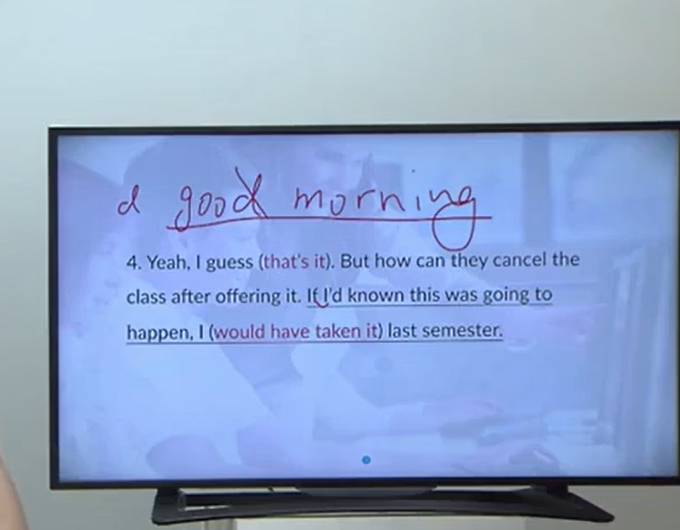 d good morning
4. Yeah, I guess (that's it). But how can they cancel the
class after offering it. If I'd known this was going to
happen, I (would have taken it) last semester.